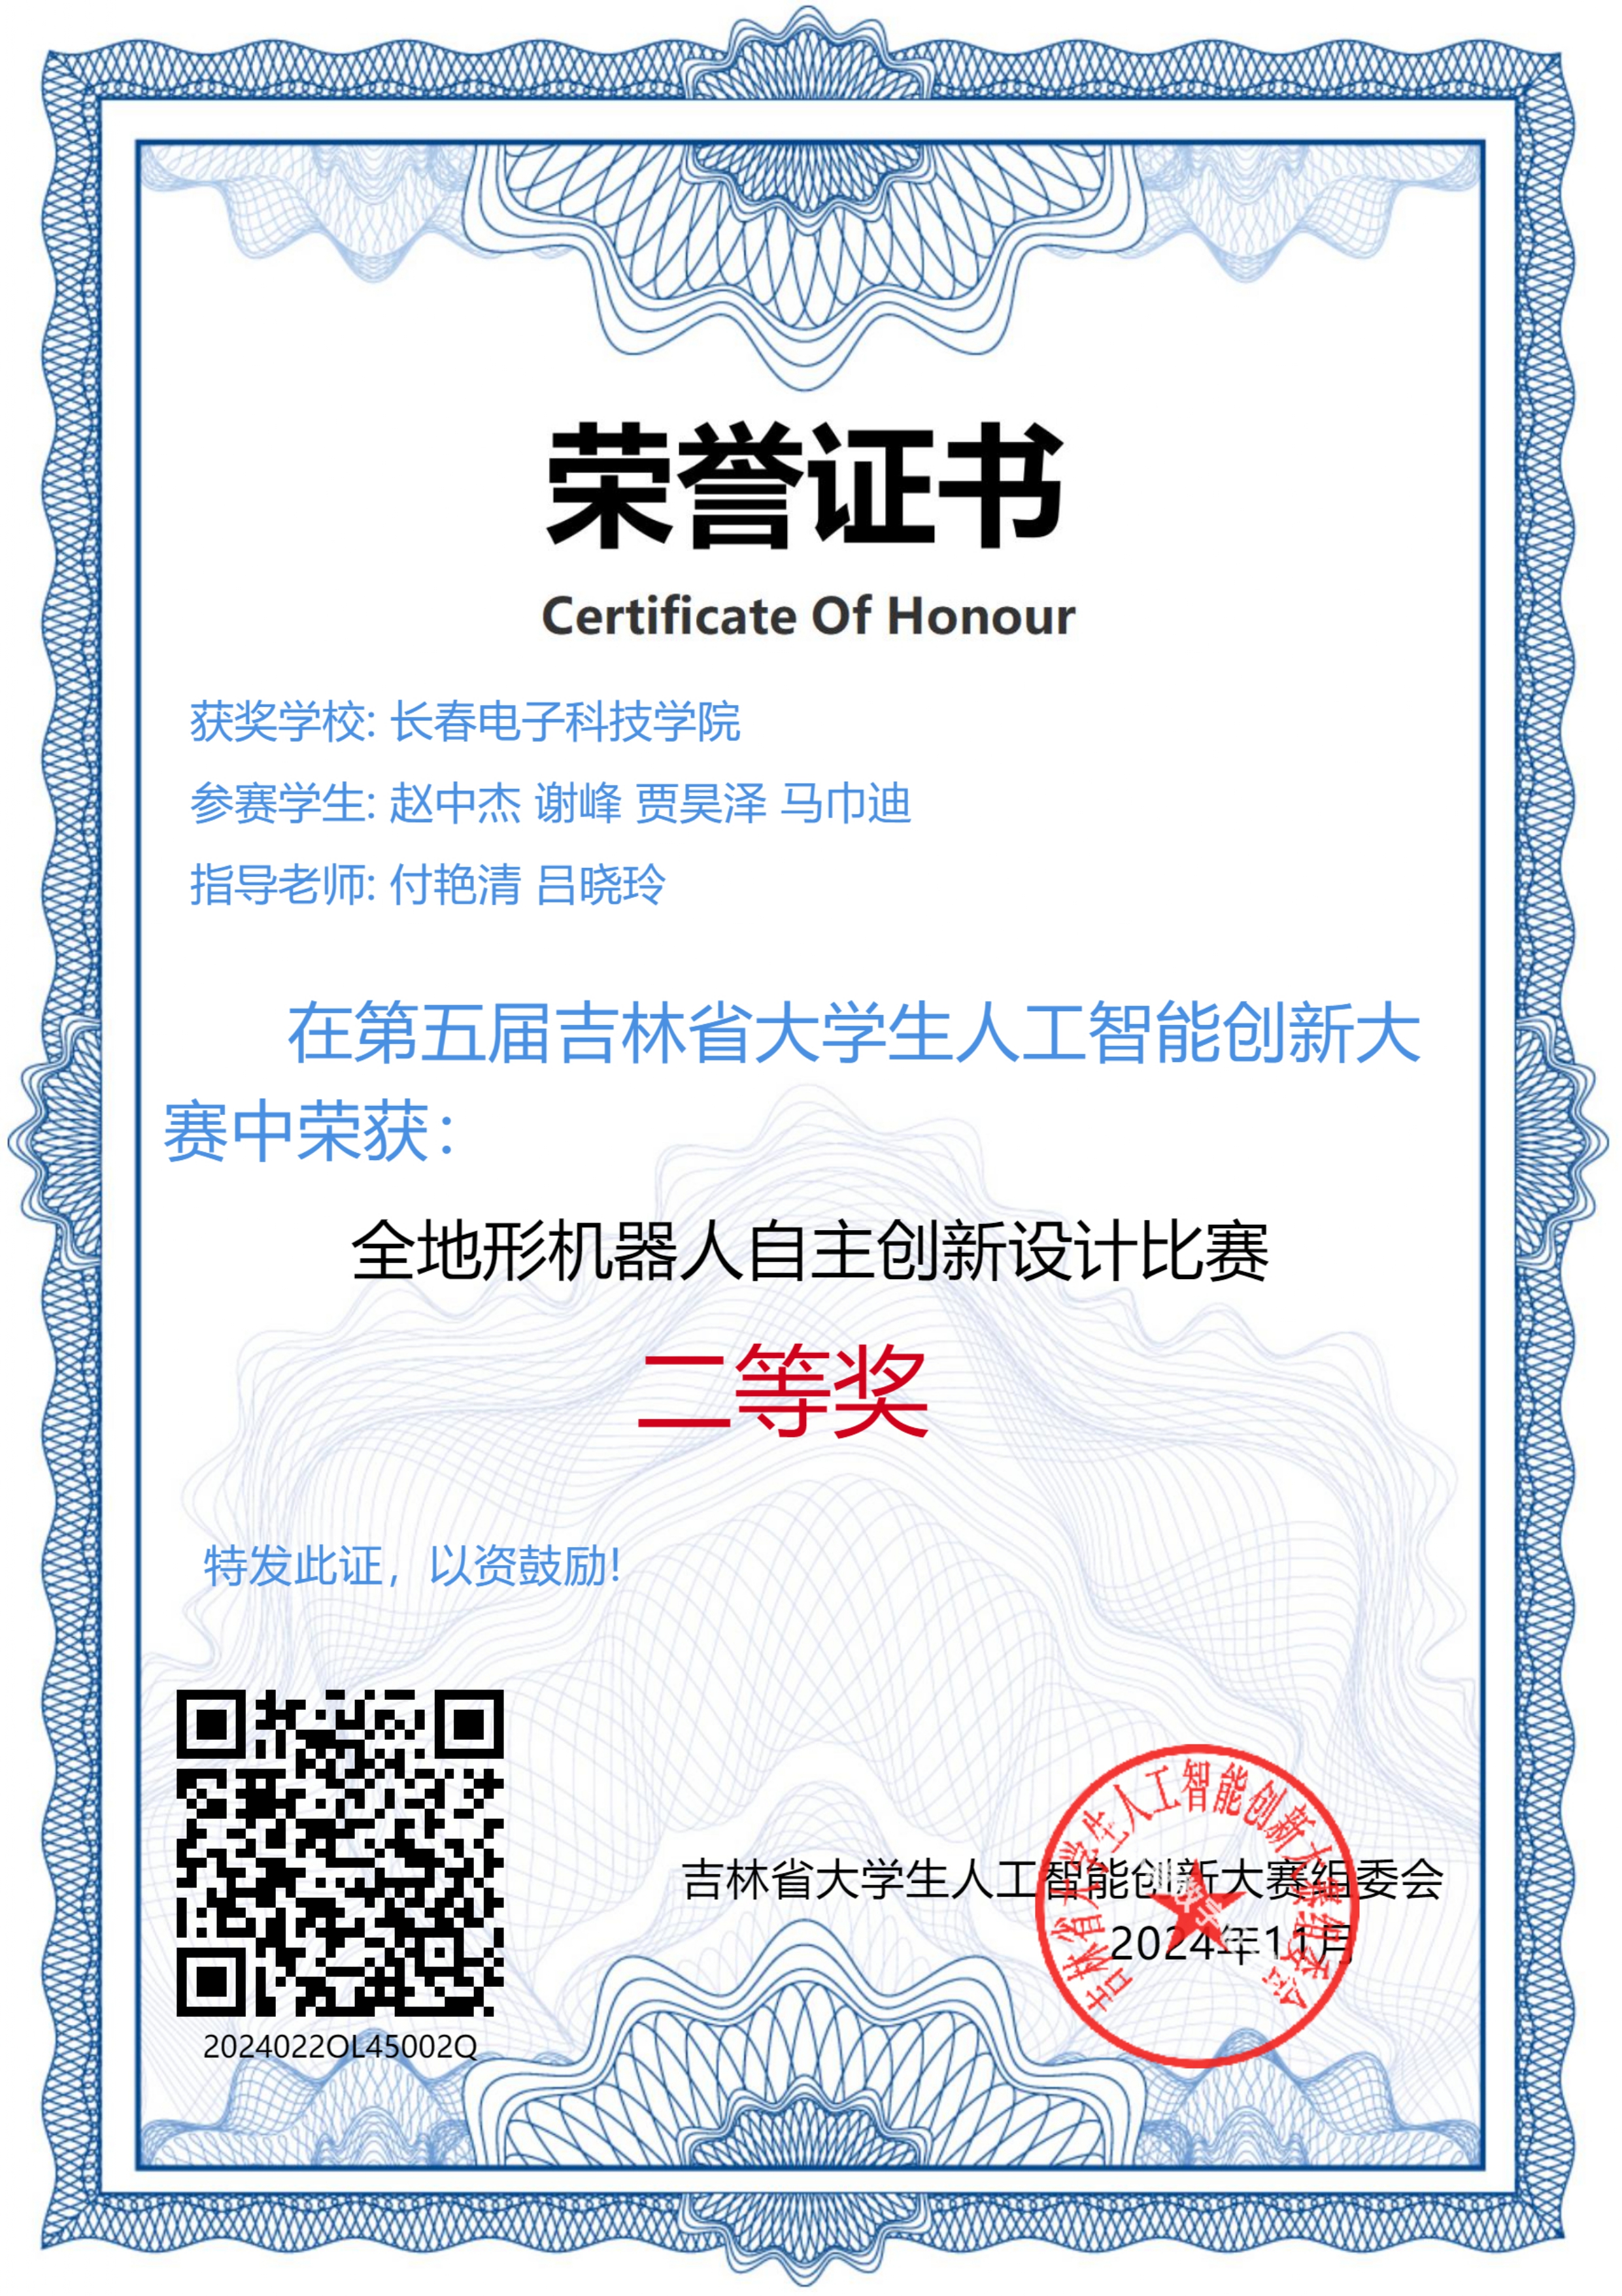 荣誉证书
Certificate Of Honour
获奖学校: 长春电子科技学院
参赛学生: 赵中杰 谢峰 贾昊泽 马巾迪
指导老师: 付艳清 吕晓玲
在第五届吉林省大学生人工智能创新大
赛中荣获：
全地形机器人自主创新设计比赛
二等奖
特发此证，以资鼓励!
吉林省大学生人工智能创新大赛组委会
吉林省大学生人工智能创新大赛组委会
2024年11月
2024022OL45002Q